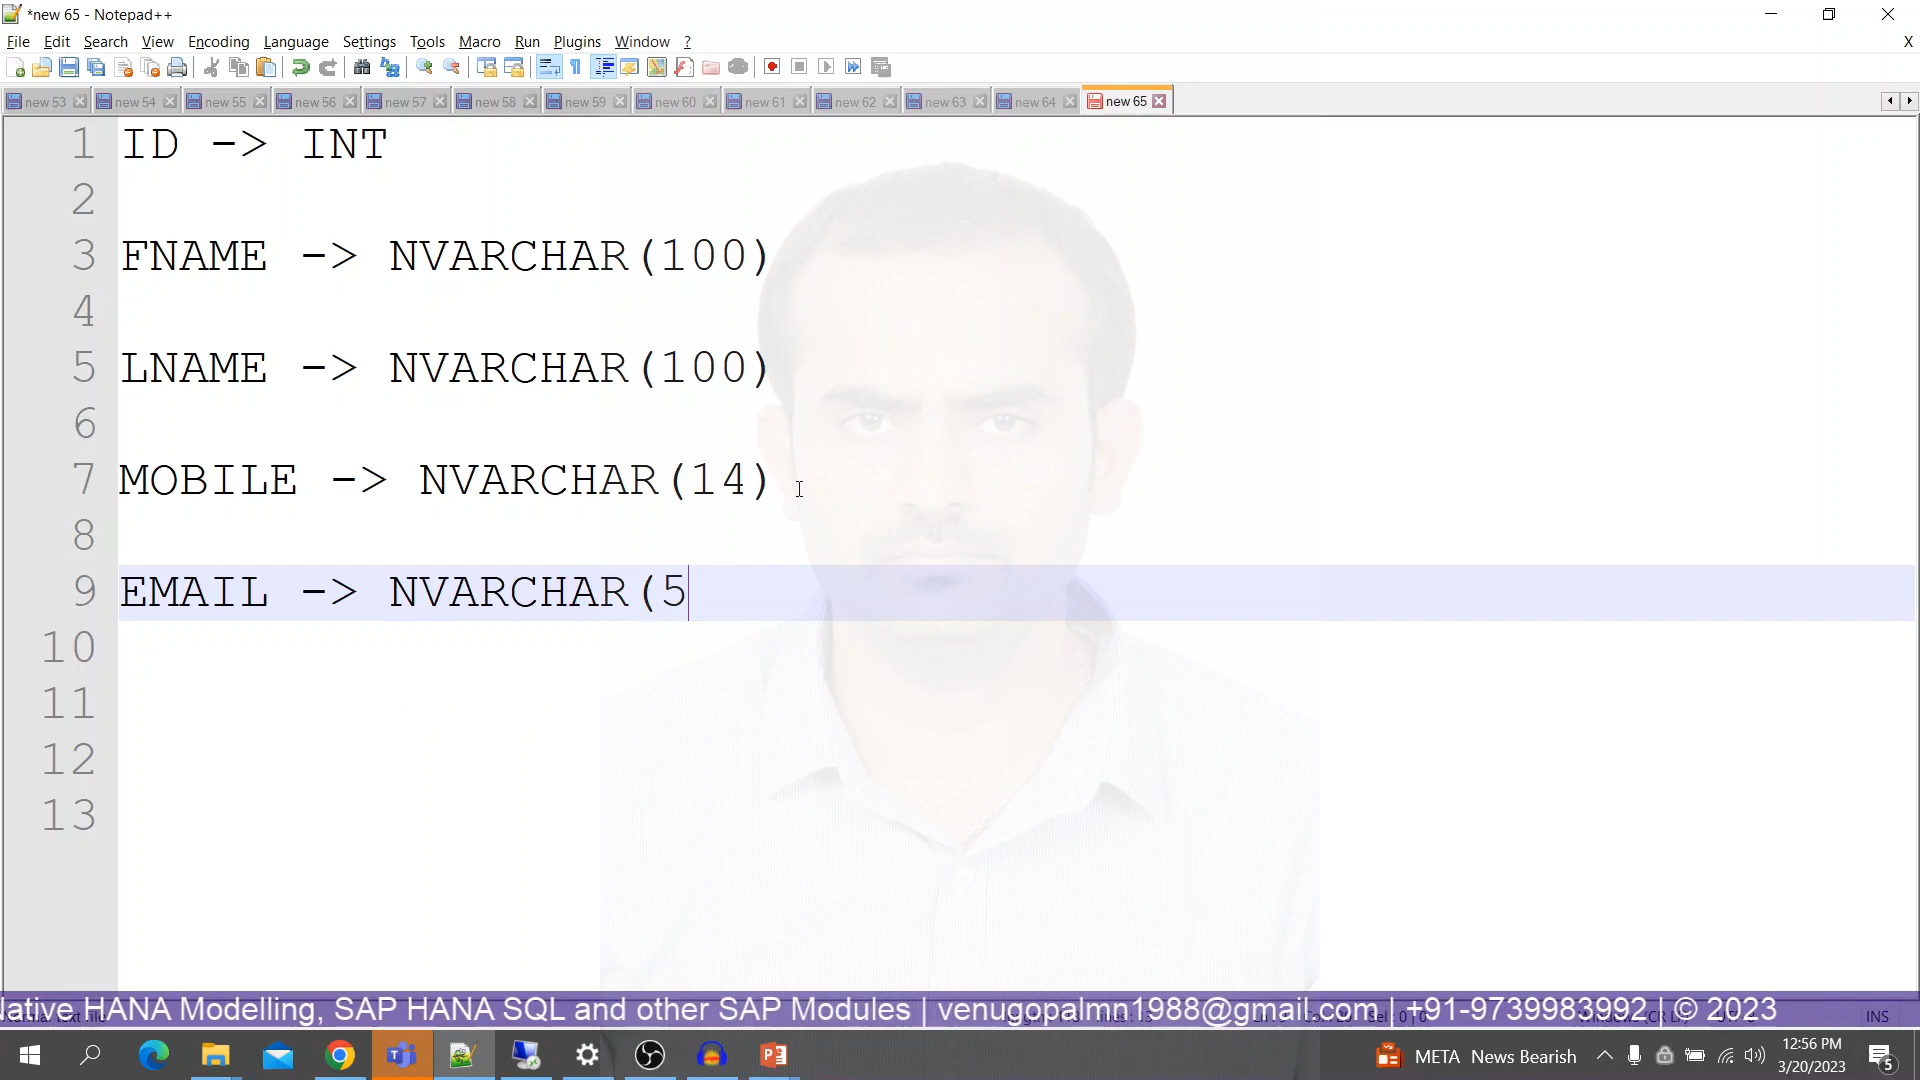 *new 65 - Notepad++
File Edit Search View Encoding Language Settings Tools Macro Run Plugins Window ? X
new 53 new 54 new 55 new 56 new 57 new 58 new 59 new 60 new 61 new 62 new 63 new 64 new 65
1 ID -> INT
2
3 FNAME -> NVARCHAR(100)
4
5 LNAME -> NVARCHAR(100)
6
7 MOBILE -> NVARCHAR(14)
8
9 EMAIL -> NVARCHAR(5
10
11
12
13
Native HANA Modelling, SAP HANA SQL and other SAP Modules | venugopalmn1988@gmail.com | +91-9739983992 | © 2023
INS
META News Bearish
12:56 PM
3/20/2023
5